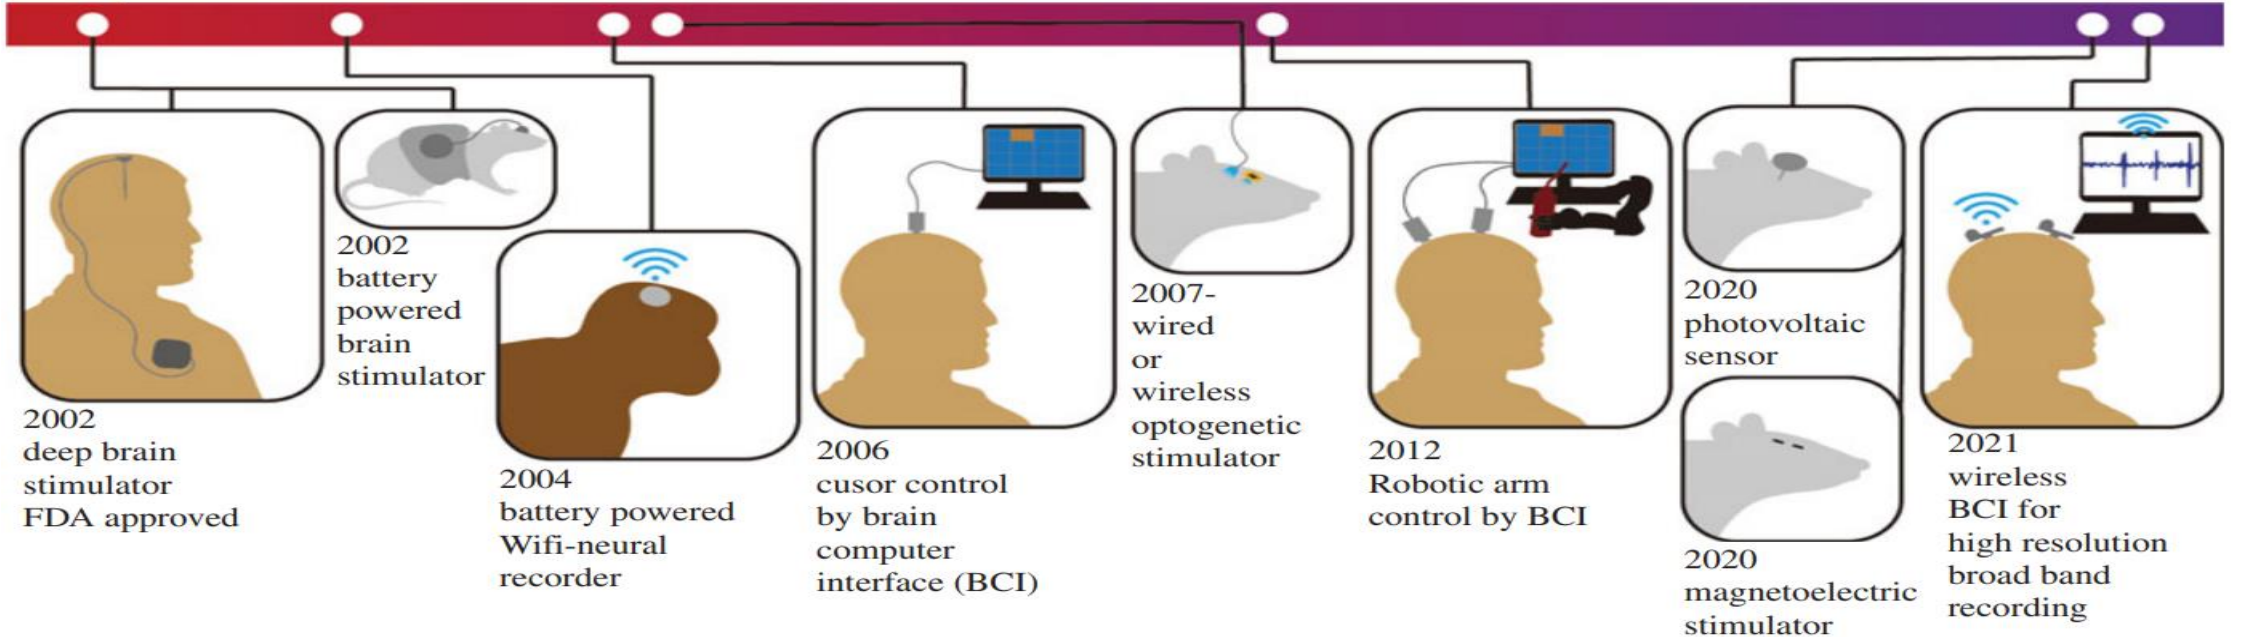 2002
deep brain
stimulator
FDA approved
2002
battery
powered
brain
stimulator
2004
battery powered
Wifi-neural
recorder
2006
cusor control
by brain
computer
interface (BCI)
2007-
wired
or
wireless
optogenetic
stimulator
2012
Robotic arm
control by BCI
2020
photovoltaic
sensor
2020
magnetoelectric
stimulator
2021
wireless
BCI for
high resolution
broad band
recording